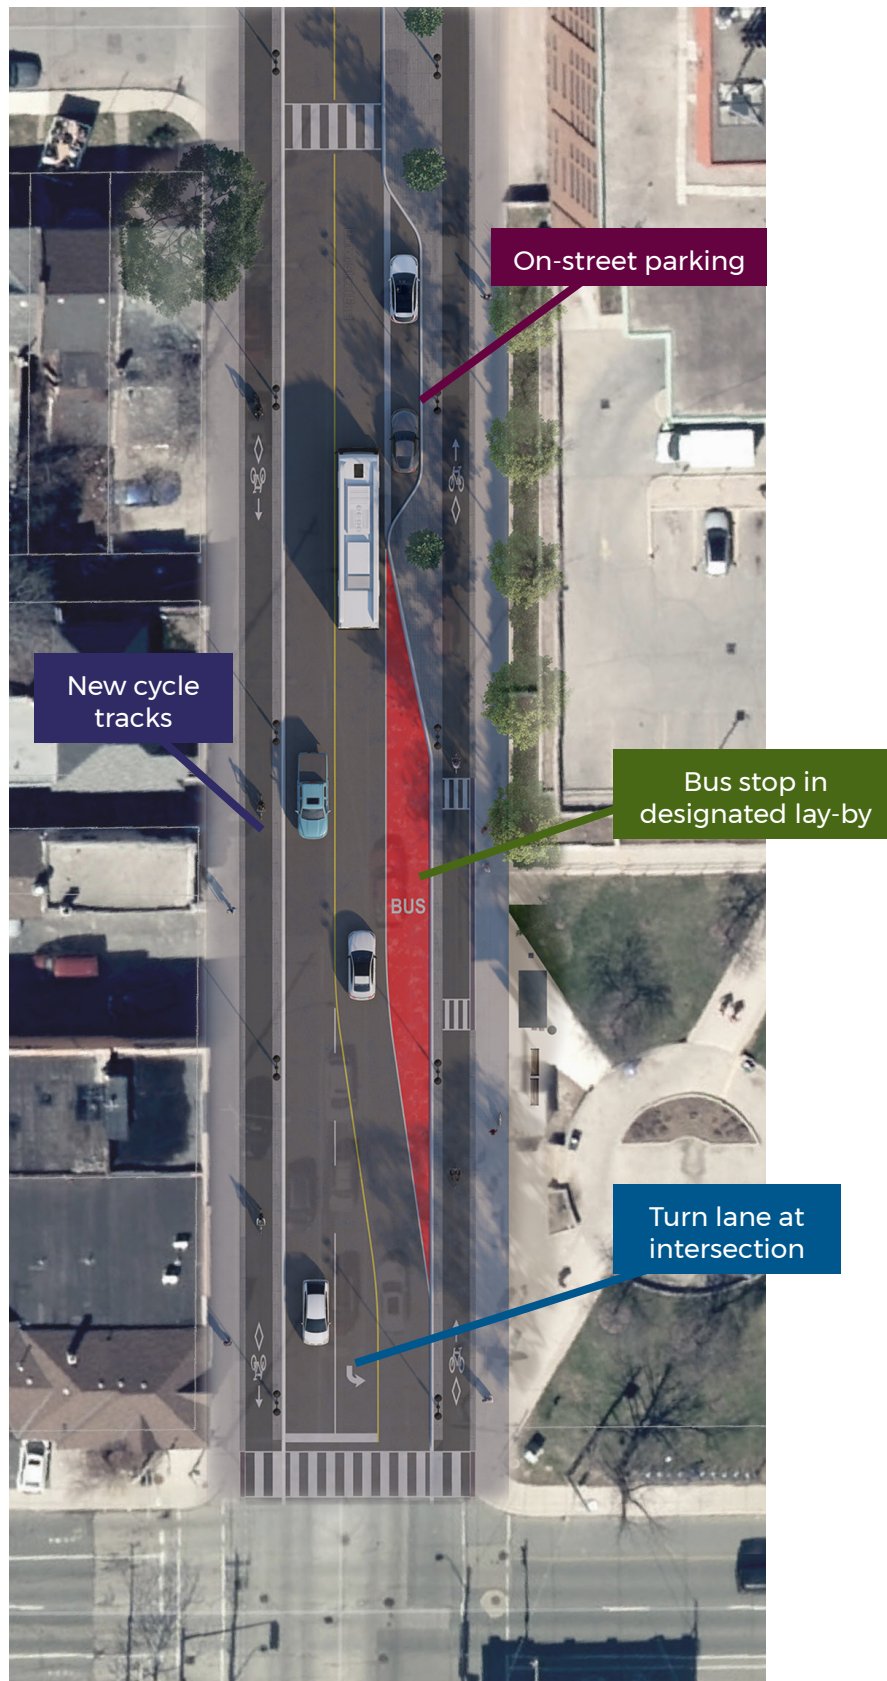 On-street parking
New cycle
tracks
Bus stop in
designated lay-by
BUS
Turn lane at
intersection